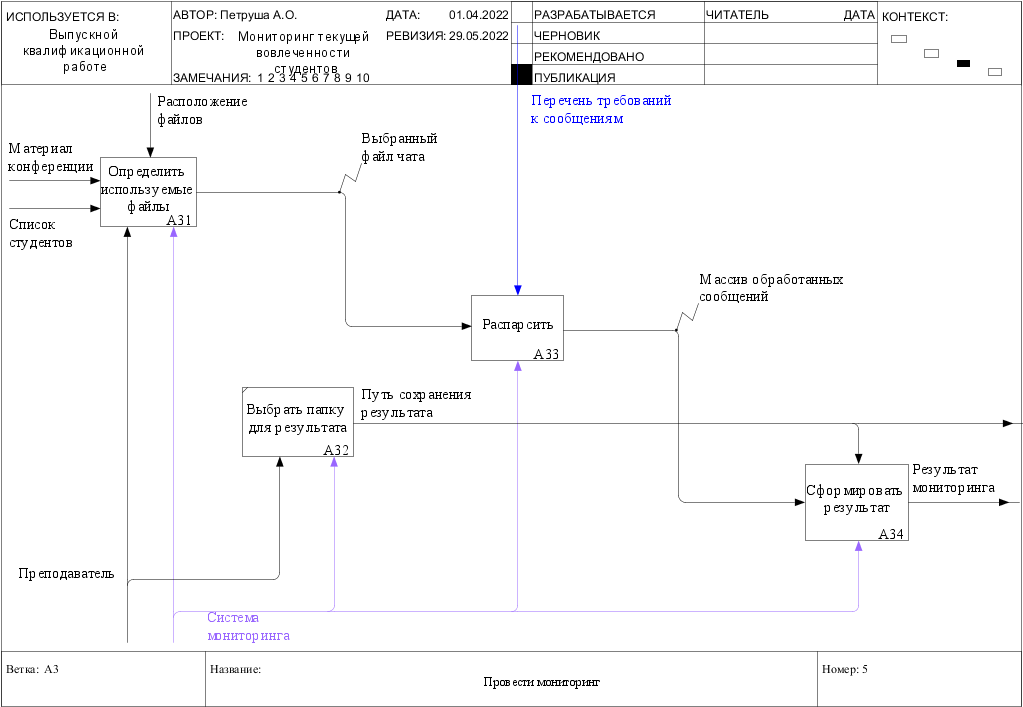 ИСПОЛЬЗУЕТСЯ В:
Выпускной
квалификационной
работе
АВТОР: Петруша А.О.
ДАТА: 01.04.2022
ПРОЕКТ: Мониторинг текущей
вовлеченности
студентов
РЕВИЗИЯ: 29.05.2022
ЗАМЕЧАНИЯ: 1 2 3 4 5 6 7 8 9 10
РАЗРАБАТЫВАЕТСЯ
ЧЕРНОВИК
РЕКОМЕНДОВАНО
ПУБЛИКАЦИЯ
ЧИТАТЕЛЬ
ДАТА
КОНТЕКСТ:
Расположение
файлов
Перечень требований
к сообщениям
Выбранный
файл чата
Материал
конференции
Определить
используемые
файлы
A31
Список
студентов
Массив обработанных
сообщений
Распарсить
A33
Путь сохранения
результата
Выбрать папку
для результата
A32
Результат
мониторинга
Сформировать
результат
A34
Преподаватель
Система
мониторинга
Ветка: A3
Название:
Провести мониторинг
Номер: 5